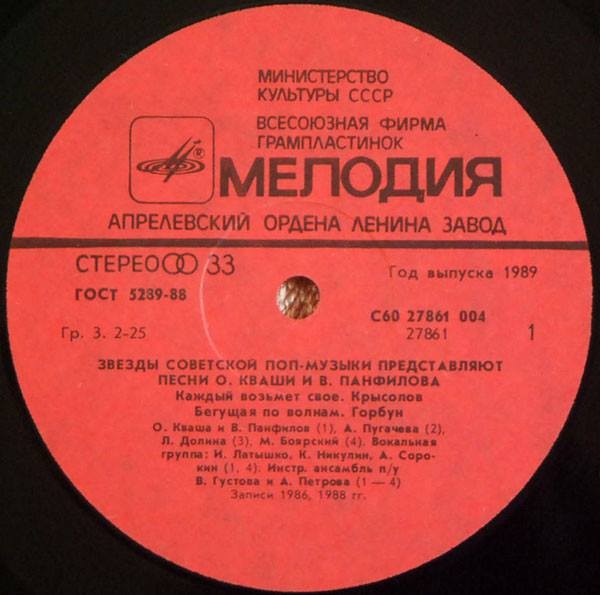 МИНИСТЕРСТВО
КУЛЬТУРЫ СССР
ВСЕСОЮЗНАЯ ФИРМА
ГРАМПЛАСТИНОК
® МЕЛОДИЯ
АПРЕЛЕВСКИЙ ОРДЕНА ЛЕНИНА ЗАВОД
СТЕРЕО 33
Год выпуска 1989
ГОСТ 5289-88
С60 27861 004
Гр. 3. 2-25
27861 1
ЗВЕЗДЫ СОВЕТСКОЙ ПОП-МУЗЫКИ ПРЕДСТАВЛЯЮТ
ПЕСНИ О. КВАШИ И В. ПАНФИЛОВА
Каждый возьмет свое. Крысолов
Бегущая по волнам. Горбун
О. Кваша и В. Панфилов (1), А. Пугачева (2),
Л. Долина (3), М. Боярский (4). Вокальная
группа: И. Латышко, К. Никулин, А. Соро-
кин (1, 4). Инстр. ансамбль п/у
В. Густова и А. Петрова (1 — 4)
Записи 1986, 1988 гг.